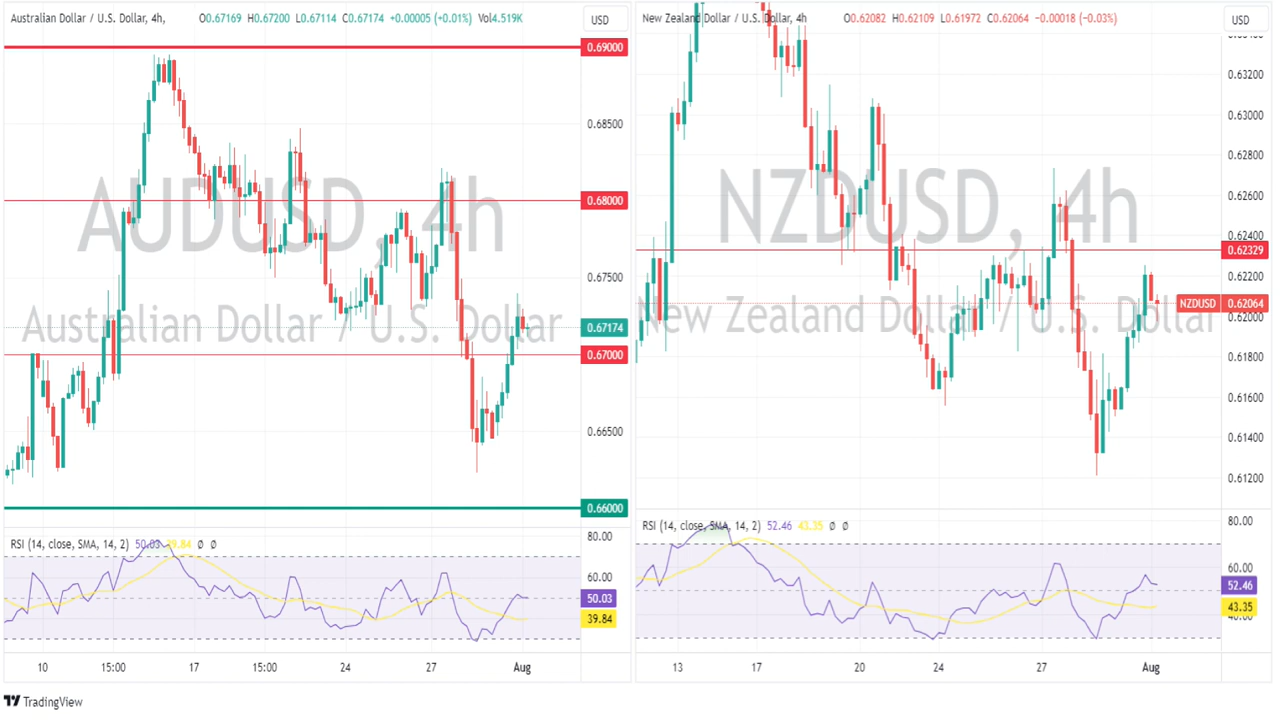 Australian Dollar / U.S. Dollar, 4h, O0.67169 H0.67200 L0.67114 C0.67174 +0.00005 (+0.01%) Vol4.519K
USD
0.69000
0.68500
0.68000
0.67500
0.67174
0.67000
0.66500
0.66000
AUDUSD, 4h
Australian Dollar / U.S. Dollar
RSI (14, close, SMA, 14, 2) 50.03 39.84 Ø Ø
80.00
60.00
50.03
39.84
10 15:00 17 15:00 24 27 Aug
New Zealand Dollar / U.S. Dollar, 4h O0.62082 H0.62109 L0.61972 C0.62064 −0.00018 (−0.03%)
USD
0.63200
0.63000
0.62800
0.62600
0.62400
0.62329
0.62200
NZDUSD 0.62064
0.62000
0.61800
0.61600
0.61400
0.61200
NZDUSD, 4h
New Zealand Dollar / U.S. Dollar
RSI (14, close, SMA, 14, 2) 52.46 43.35 Ø Ø
80.00
60.00
52.46
43.35
40.00
13 17 20 24 27 Aug
TradingView